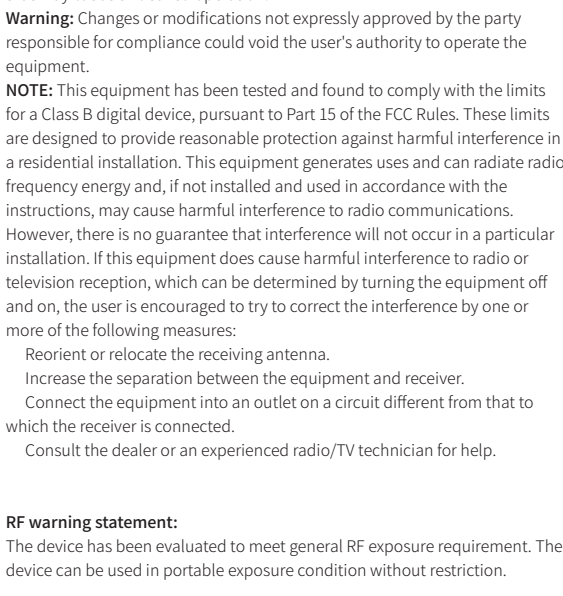 Warning: Changes or modifications not expressly approved by the party
responsible for compliance could void the user's authority to operate the
equipment.
NOTE: This equipment has been tested and found to comply with the limits
for a Class B digital device, pursuant to Part 15 of the FCC Rules. These limits
are designed to provide reasonable protection against harmful interference in
a residential installation. This equipment generates uses and can radiate radio
frequency energy and, if not installed and used in accordance with the
instructions, may cause harmful interference to radio communications.
However, there is no guarantee that interference will not occur in a particular
installation. If this equipment does cause harmful interference to radio or
television reception, which can be determined by turning the equipment off
and on, the user is encouraged to try to correct the interference by one or
more of the following measures:
Reorient or relocate the receiving antenna.
Increase the separation between the equipment and receiver.
Connect the equipment into an outlet on a circuit different from that to
which the receiver is connected.
Consult the dealer or an experienced radio/TV technician for help.
RF warning statement:
The device has been evaluated to meet general RF exposure requirement. The
device can be used in portable exposure condition without restriction.